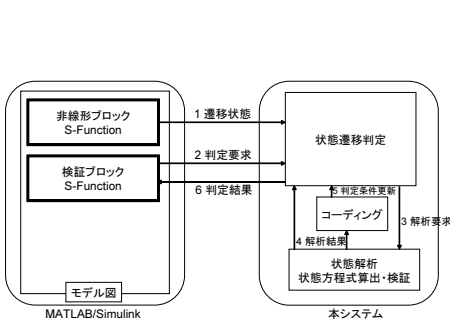 非線形ブロック
S-Function
検証ブロック
S-Function
モデル図
MATLAB/Simulink
1 遷移状態
2 判定要求
6 判定結果
状態遷移判定
5 判定条件更新
コーディング
3 解析要求
4 解析結果
状態解析
状態方程式算出・検証
本システム